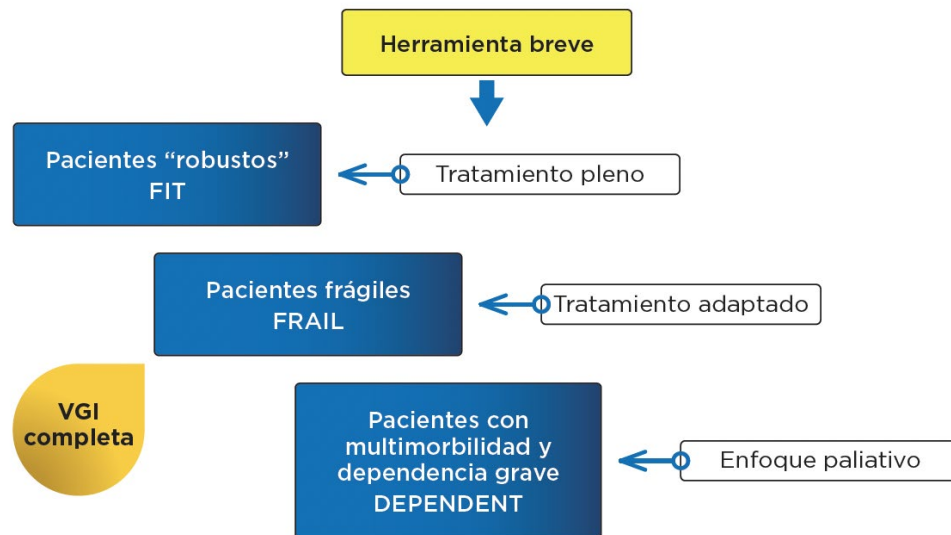 Herramienta breve
Pacientes “robustos”
FIT
Tratamiento pleno
Pacientes frágiles
FRAIL
Tratamiento adaptado
VGI
completa
Pacientes con
multimorbilidad y
dependencia grave
DEPENDENT
Enfoque paliativo